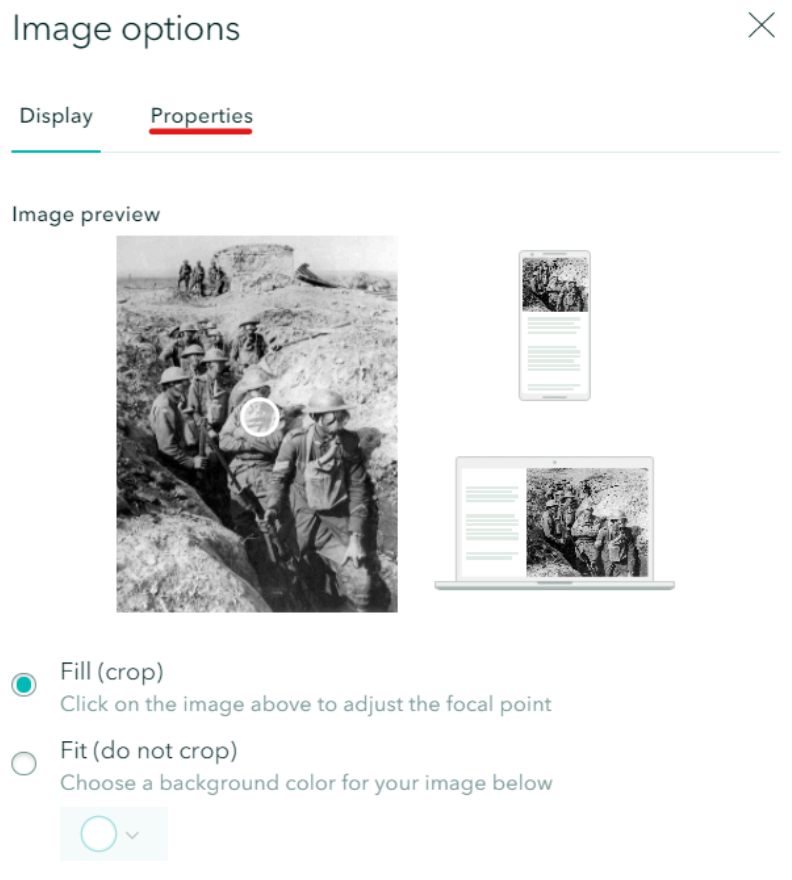 Image options
Display
Properties
Image preview
Fill (crop)
Click on the image above to adjust the focal point
Fit (do not crop)
Choose a background color for your image below